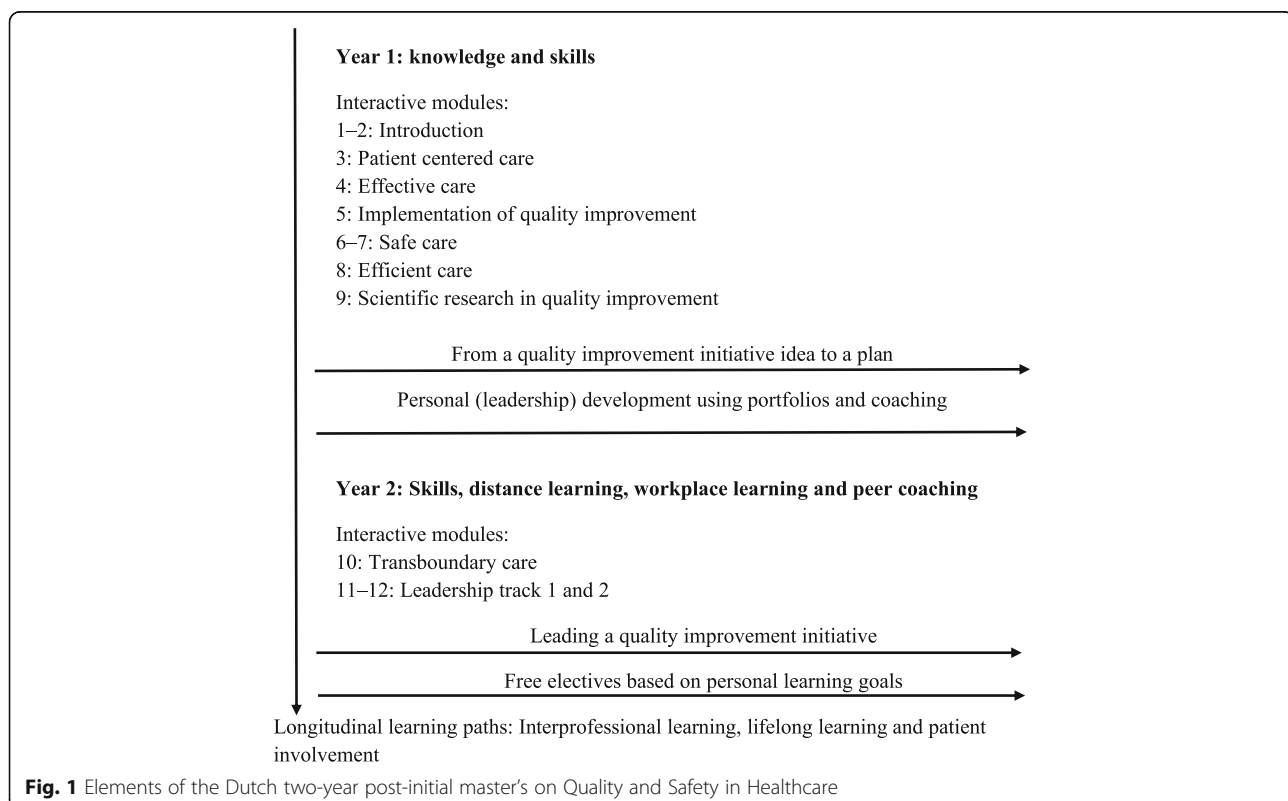 Year 1: knowledge and skills
Interactive modules:
1–2: Introduction
3: Patient centered care
4: Effective care
5: Implementation of quality improvement
6–7: Safe care
8: Efficient care
9: Scientific research in quality improvement
From a quality improvement initiative idea to a plan
Personal (leadership) development using portfolios and coaching
Year 2: Skills, distance learning, workplace learning and peer coaching
Interactive modules:
10: Transboundary care
11–12: Leadership track 1 and 2
Leading a quality improvement initiative
Free electives based on personal learning goals
Longitudinal learning paths: Interprofessional learning, lifelong learning and patient
involvement
Fig. 1 Elements of the Dutch two-year post-initial master's on Quality and Safety in Healthcare